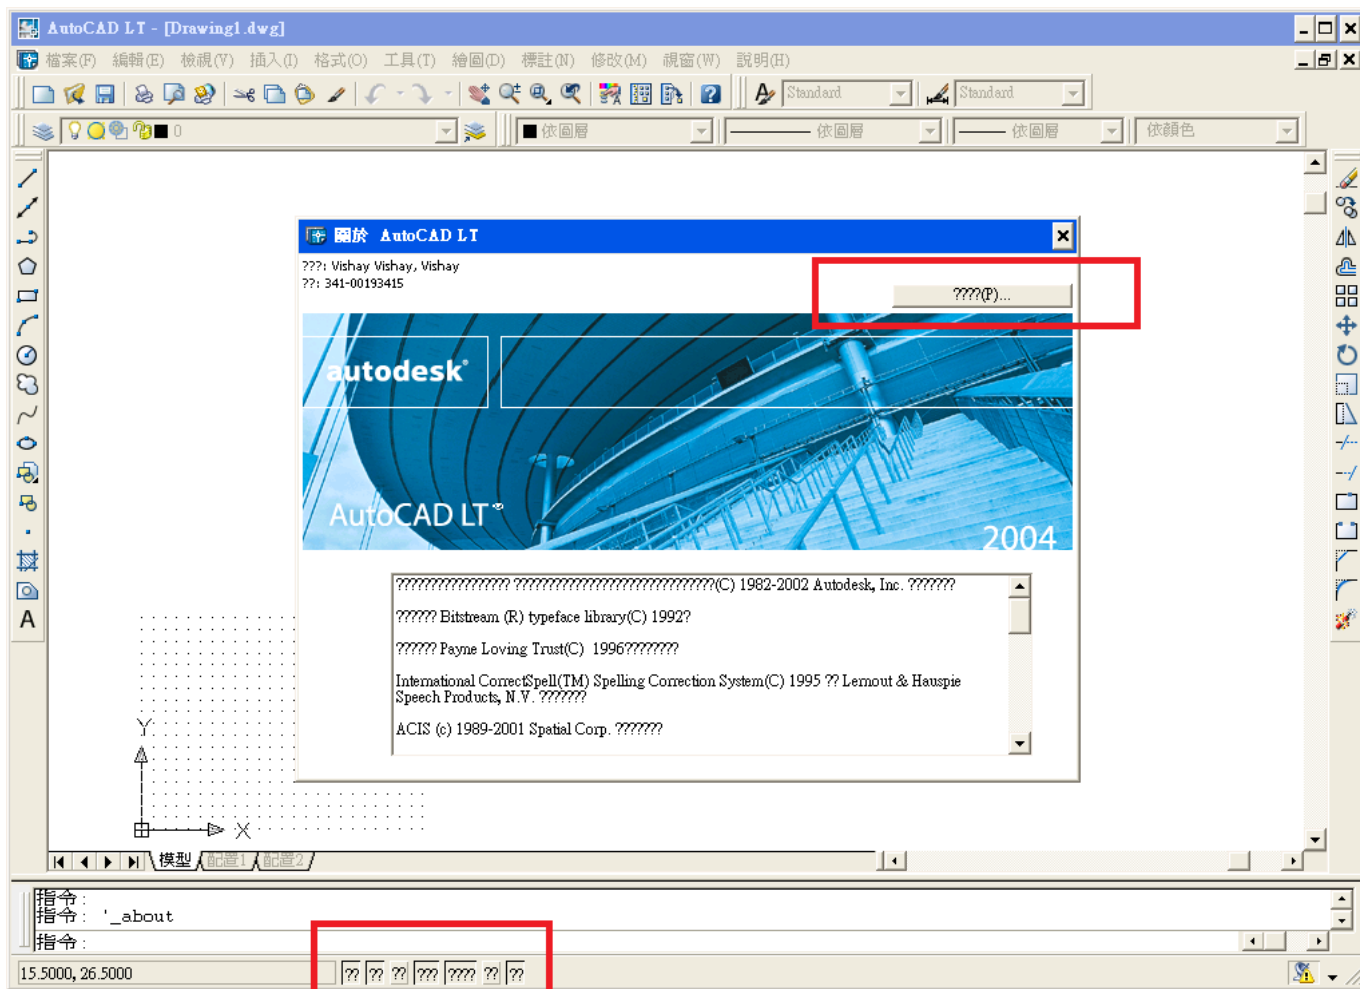 AutoCAD LT - [Drawing1.dwg]
檔案(F) 編輯(E) 檢視(V) 插入(I) 格式(O) 工具(T) 繪圖(D) 標註(N) 修改(M) 視窗(W) 說明(H)
Standard Standard
0 依圖層 依圖層 依圖層 依顏色
關於 AutoCAD LT
???: Vishay Vishay, Vishay
??: 341-00193415
????(P)...
autodesk®
AutoCAD LT
2004
????????????????? ??????????????????????????????(C) 1982-2002 Autodesk, Inc. ???????
?????? Bitstream (R) typeface library(C) 1992?
?????? Payne Loving Trust(C) 1996????????
International CorrectSpell(TM) Spelling Correction System(C) 1995 ?? Lernout & Hauspie
Speech Products, N.V. ???????
ACIS (c) 1989-2001 Spatial Corp. ???????
A
Y
X
模型 配置1 配置2
指令:
指令: '_about
指令:
15.5000, 26.5000 ?? ?? ?? ??? ???? ?? ??